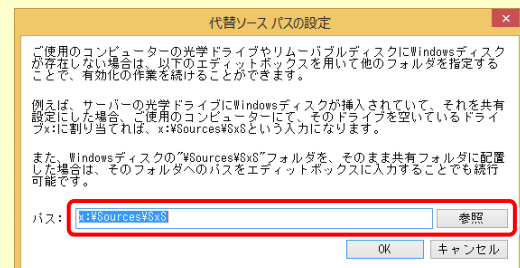 代替ソース パスの設定
ご使用のコンピューターの光学ドライブやリムーバブルディスクにWindowsディスク
が存在しない場合は、以下のエディットボックスを用いて他のフォルダを指定する
ことで、有効化の作業を続けることができます。
例えば、サーバーの光学ドライブにWindowsディスクが挿入されていて、それを共有
設定にした場合、ご使用のコンピューターにて、そのドライブを空いているドライ
ブx:に割り当てれば、x:¥Sources¥SxSという入力になります。
また、Windowsディスクの"¥Sources¥SxS"フォルダを、そのまま共有フォルダに配置
した場合は、そのフォルダへのパスをエディットボックスに入力することでも続行
可能です。
パス: x:¥Sources¥SxS 参照
OK キャンセル